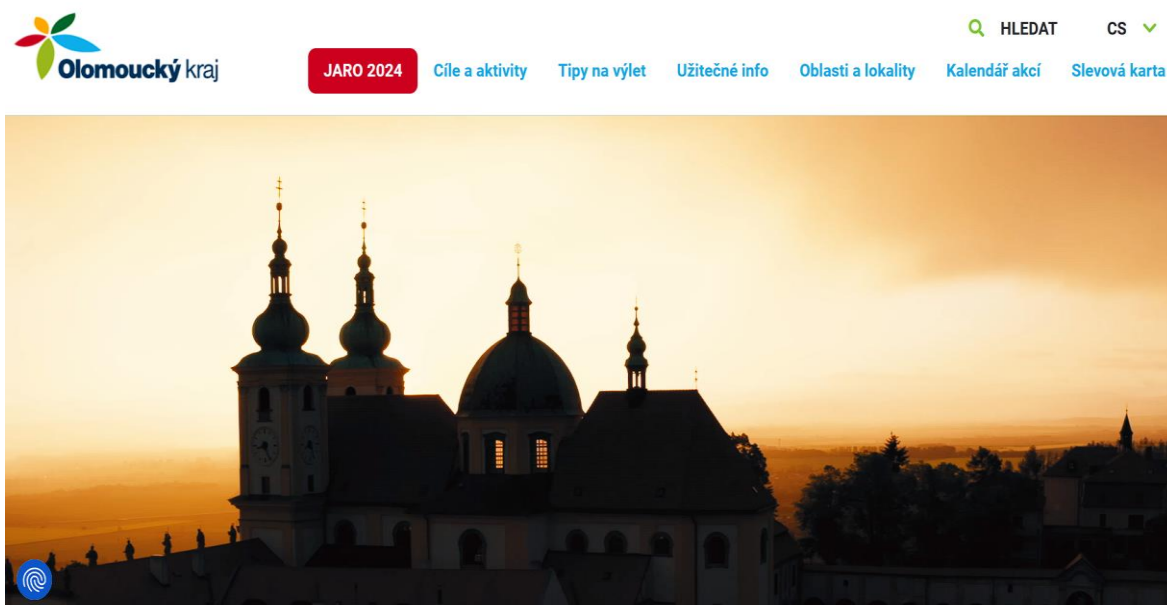 HLEDAT CS
Olomoucký kraj
JARO 2024 Cíle a aktivity Tipy na výlet Užitečné info Oblasti a lokality Kalendář akcí Slevová karta